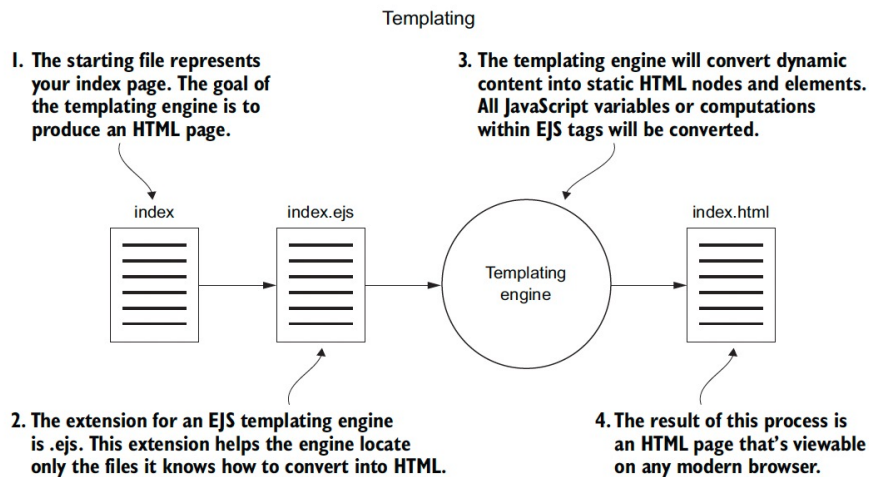 Templating
1. The starting file represents
your index page. The goal of
the templating engine is to
produce an HTML page.
3. The templating engine will convert dynamic
content into static HTML nodes and elements.
All JavaScript variables or computations
within EJS tags will be converted.
index
index.ejs
index.html
Templating
engine
2. The extension for an EJS templating engine
is .ejs. This extension helps the engine locate
only the files it knows how to convert into HTML.
4. The result of this process is
an HTML page that's viewable
on any modern browser.